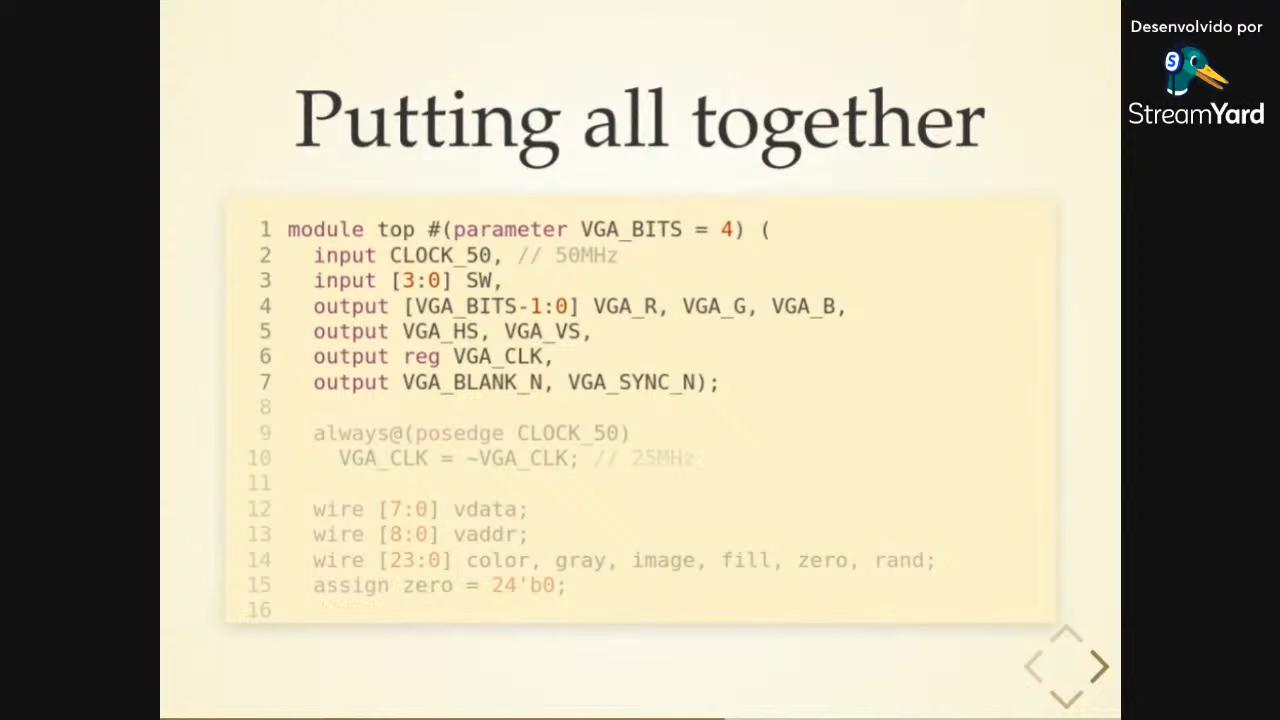 Desenvolvido por
StreamYard
Putting all together
1 module top #(parameter VGA_BITS = 4) (
2   input CLOCK_50, // 50MHz
3   input [3:0] SW,
4   output [VGA_BITS-1:0] VGA_R, VGA_G, VGA_B,
5   output VGA_HS, VGA_VS,
6   output reg VGA_CLK,
7   output VGA_BLANK_N, VGA_SYNC_N);
8
9   always@(posedge CLOCK_50)
10     VGA_CLK = ~VGA_CLK; // 25MHz
11
12   wire [7:0] vdata;
13   wire [8:0] vaddr;
14   wire [23:0] color, gray, image, fill, zero, rand;
15   assign zero = 24'b0;
16